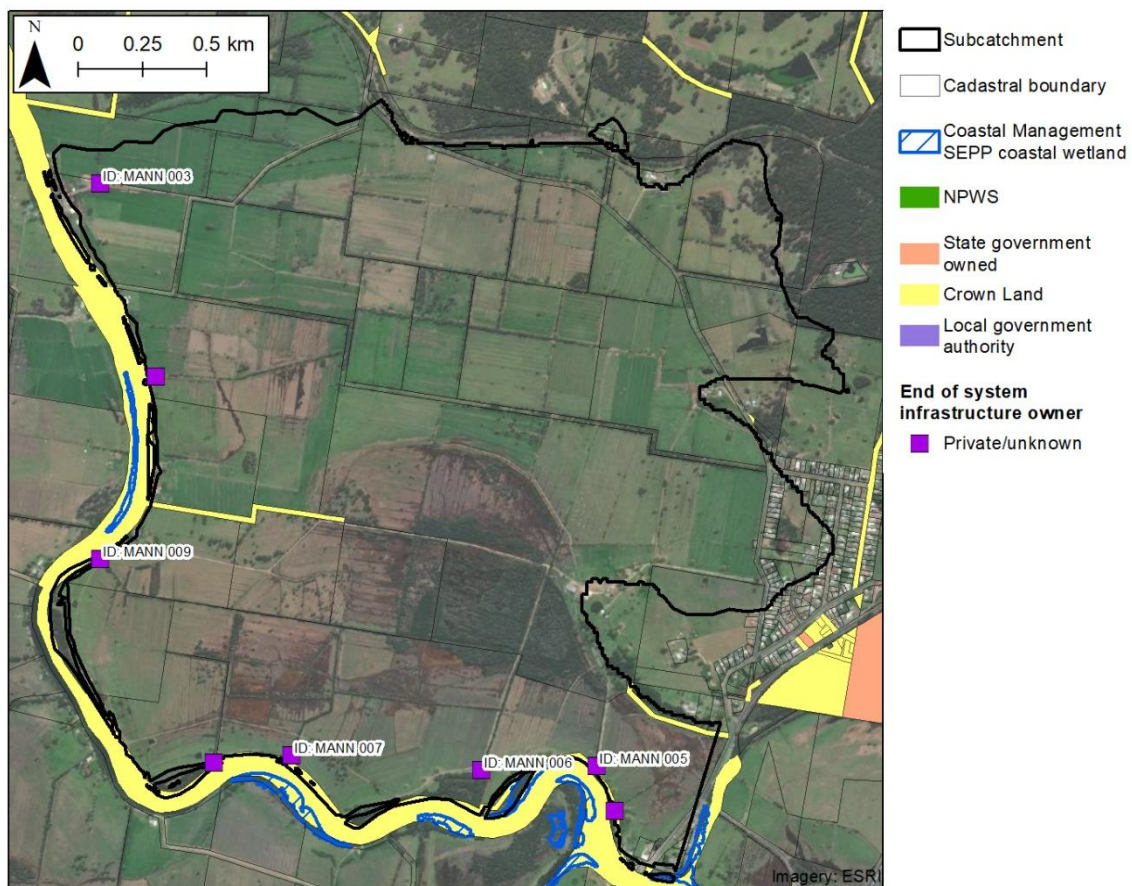 N
0 0.25 0.5 km
ID: MANN 003
ID: MANN 009
ID: MANN 007
ID: MANN 006
ID: MANN 005
Imagery: ESRI
Subcatchment
Cadastral boundary
Coastal Management
SEPP coastal wetland
NPWS
State government
owned
Crown Land
Local government
authority
End of system
infrastructure owner
Private/unknown